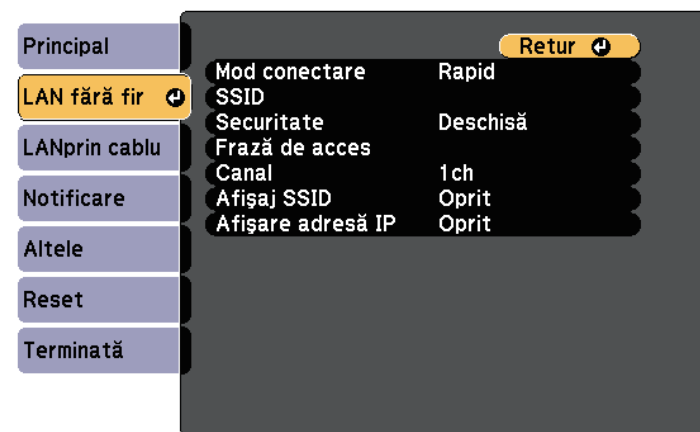 Principal
LAN fără fir
LANprin cablu
Notificare
Altele
Reset
Terminată
Retur
Mod conectare Rapid
SSID
Securitate Deschisă
Frază de acces
Canal 1ch
Afişaj SSID Oprit
Afişare adresă IP Oprit